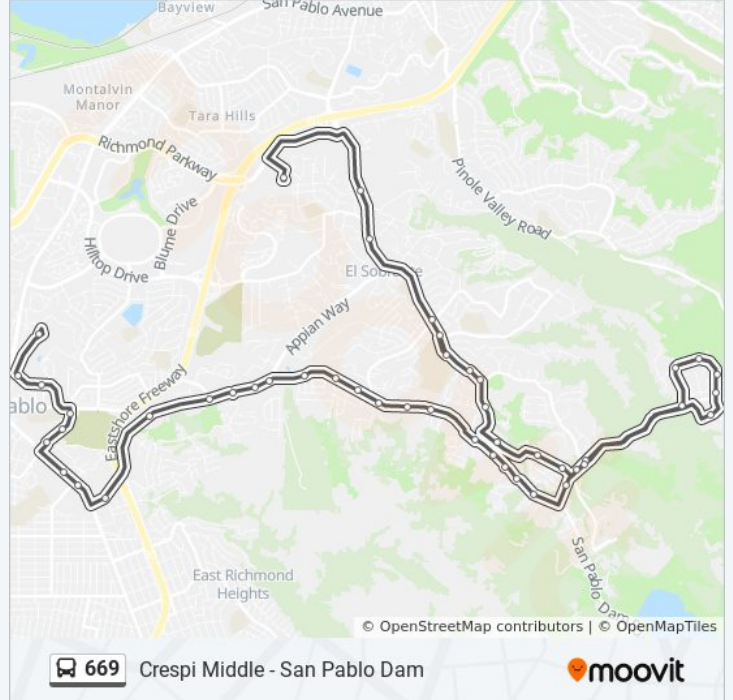 Bayview
San Pablo Avenue
Montalvin
Manor
Tara Hills
Richmond Parkway
Pinole Valley Road
Blume Drive
Hilltop Drive
El Sobrante
Appian Way
ablo
Eastshore Freeway
East Richmond
Heights
San Pablo Dam
© OpenStreetMap contributors | © OpenMapTiles
669 Crespi Middle - San Pablo Dam
moovit